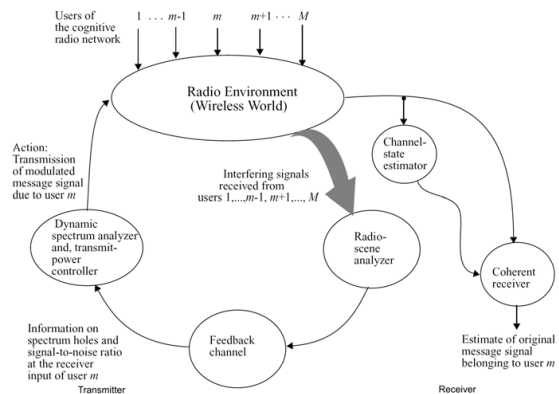 Users of
the cognitive
radio network
1 ... m-1 m m+1 ... M
Radio Environment
(Wireless World)
Action:
Transmission
of modulated
message signal
due to user m
Interfering signals
received from
users 1,...,m-1, m+1,..., M
Channel-
state
estimator
Dynamic
spectrum analyzer
and, transmit-
power
controller
Radio-
scene
analyzer
Coherent
receiver
Feedback
channel
Information on
spectrum holes and
signal-to-noise ratio
at the receiver
input of user m
Estimate of original
message signal
belonging to user m
Transmitter
Receiver